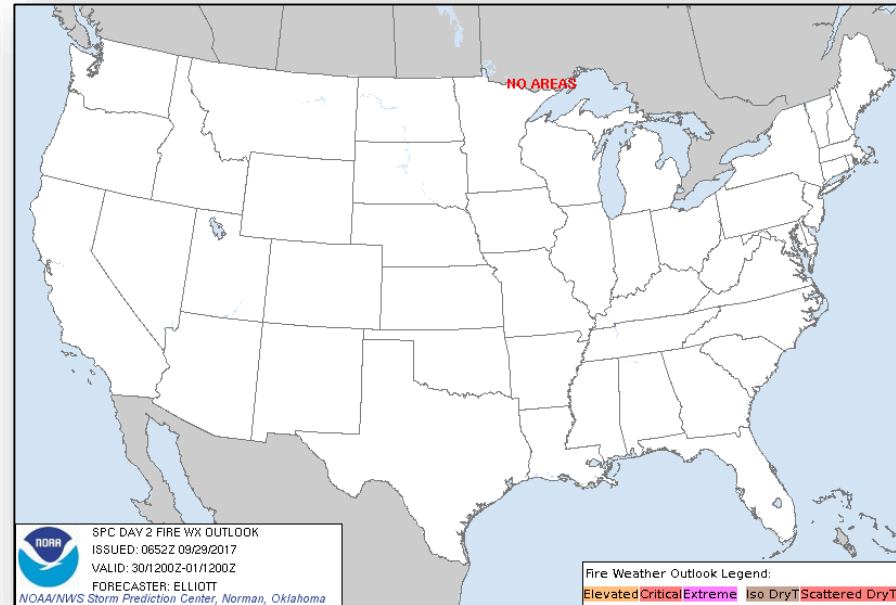 NO AREAS
NOAA
SPC DAY 2 FIRE WX OUTLOOK
ISSUED: 0652Z 09/29/2017
VALID: 30/1200Z-01/1200Z
FORECASTER: ELLIOTT
NOAA/NWS Storm Prediction Center, Norman, Oklahoma
Fire Weather Outlook Legend:
Elevated Critical Extreme Iso DryT Scattered DryT